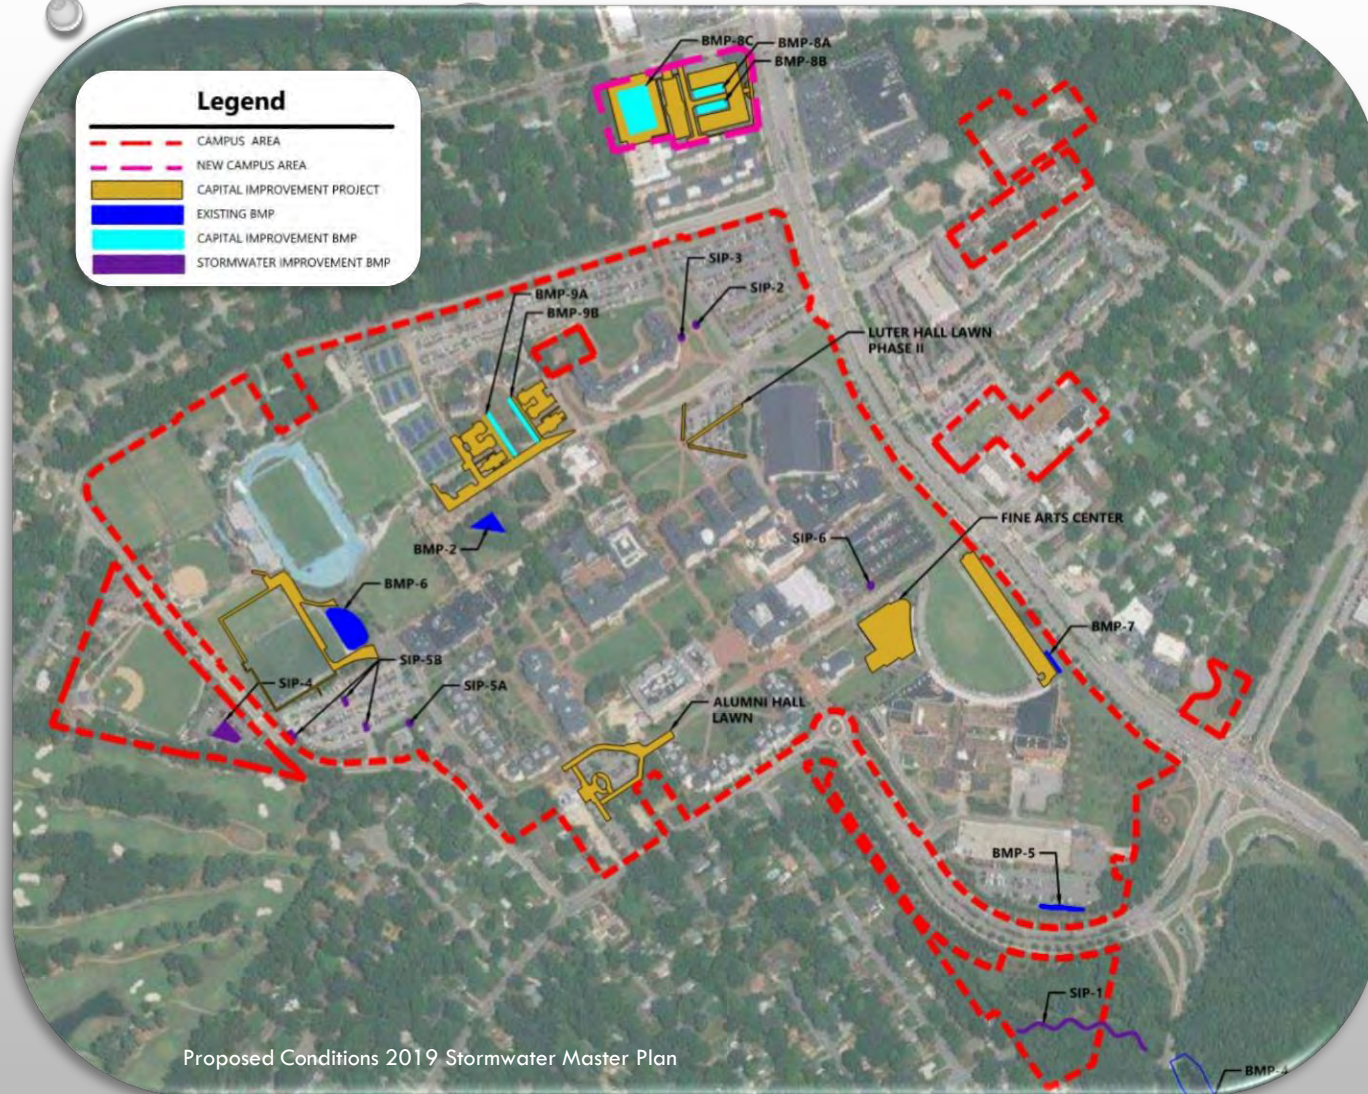 Legend
CAMPUS AREA
NEW CAMPUS AREA
CAPITAL IMPROVEMENT PROJECT
EXISTING BMP
CAPITAL IMPROVEMENT BMP
STORMWATER IMPROVEMENT BMP
BMP-8C
BMP-8A
BMP-8B
SIP-3
SIP-2
BMP-9A
BMP-9B
LUTER HALL LAWN
PHASE II
FINE ARTS CENTER
SIP-6
BMP-2
BMP-6
BMP-7
SIP-5B
SIP-4
SIP-5A
ALUMNI HALL
LAWN
BMP-5
SIP-1
BMP-4
Proposed Conditions 2019 Stormwater Master Plan